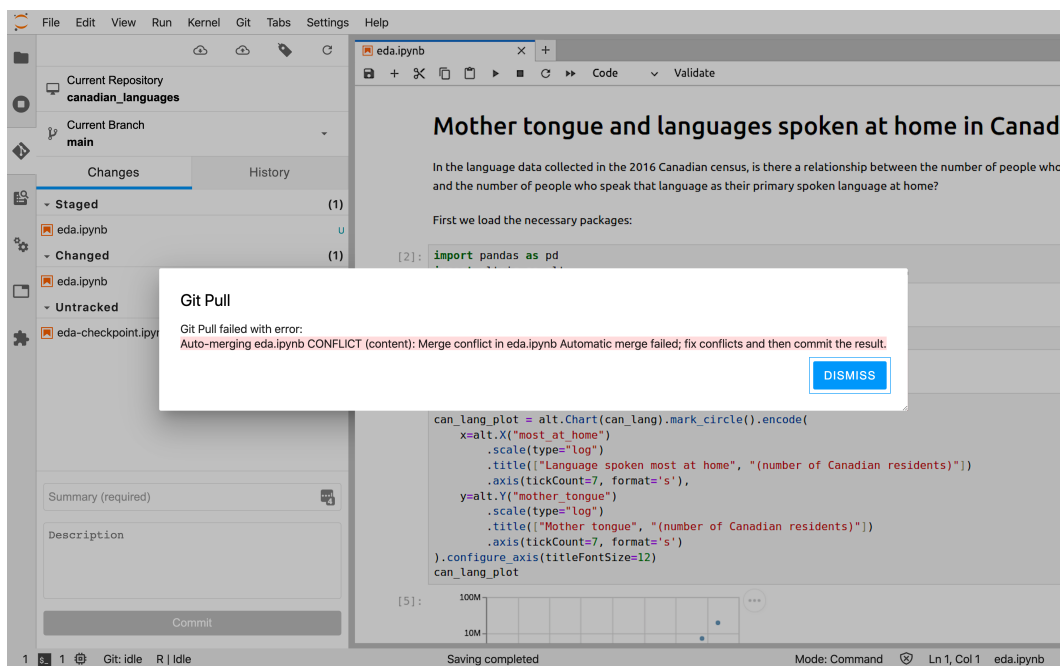 File Edit View Run Kernel Git Tabs Settings Help
Current Repository
canadian_languages
Current Branch
main
Changes History
Staged (1)
eda.ipynb U
Changed (1)
eda.ipynb
Untracked
eda-checkpoint.ipyn
Summary (required)
4
Description
Commit
eda.ipynb
Code Validate
Mother tongue and languages spoken at home in Canad
In the language data collected in the 2016 Canadian census, is there a relationship between the number of people who
and the number of people who speak that language as their primary spoken language at home?
First we load the necessary packages:
[2]: import pandas as pd
Git Pull
Git Pull failed with error:
Auto-merging eda.ipynb CONFLICT (content): Merge conflict in eda.ipynb Automatic merge failed; fix conflicts and then commit the result.
DISMISS
can_lang_plot = alt.Chart(can_lang).mark_circle().encode(
x=alt.X("most_at_home")
.scale(type="log")
.title(["Language spoken most at home", "(number of Canadian residents)"])
.axis(tickCount=7, format='s'),
y=alt.Y("mother_tongue")
.scale(type="log")
.title(["Mother tongue", "(number of Canadian residents)"])
.axis(tickCount=7, format='s')
).configure_axis(titleFontSize=12)
can_lang_plot
[5]:
100M
10M
1 $_ 1 Git: idle R | Idle Saving completed Mode: Command Ln 1, Col 1 eda.ipynb